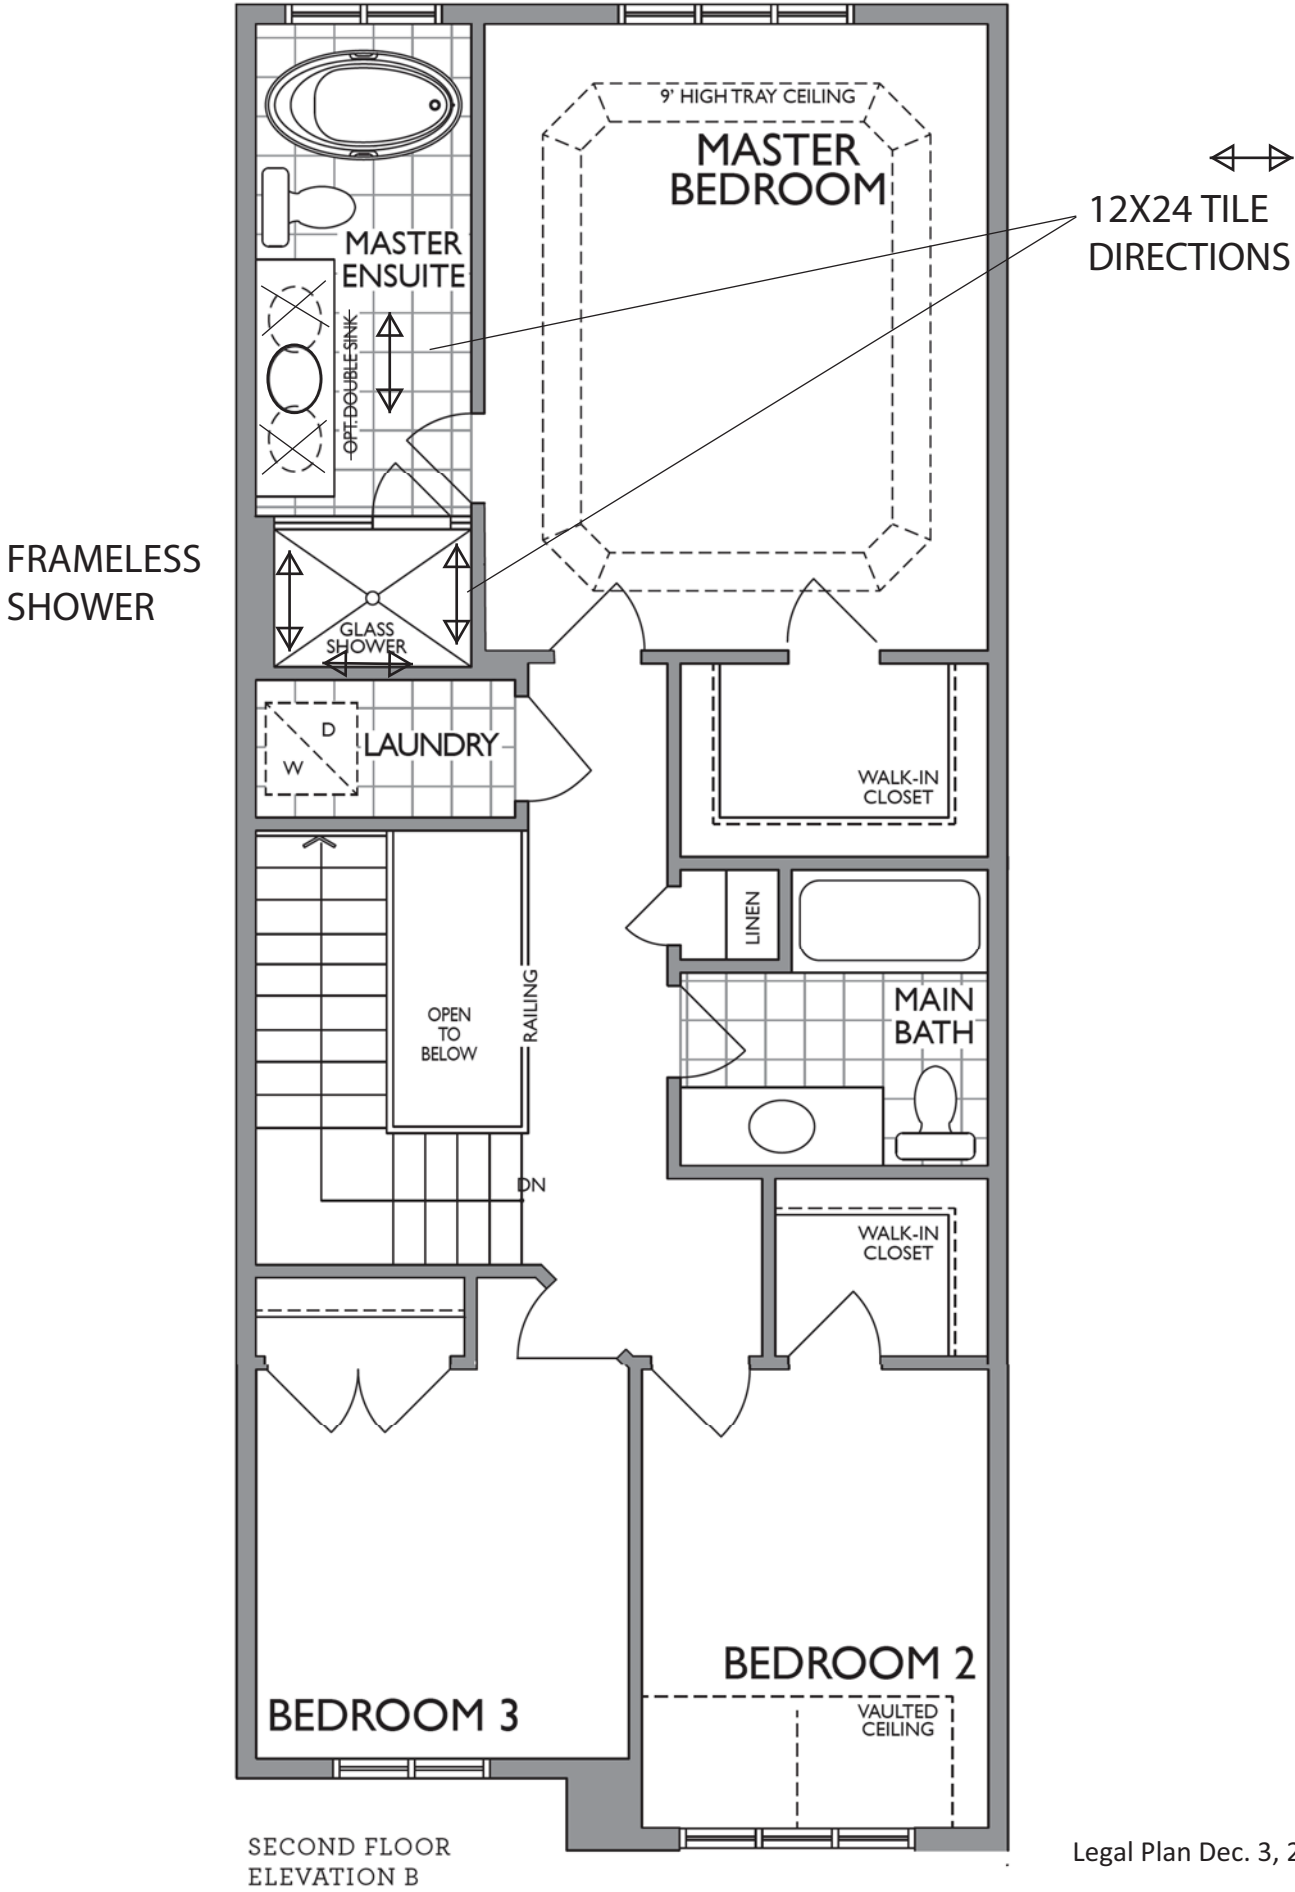 9' HIGH TRAY CEILING
MASTER
BEDROOM
12X24 TILE
DIRECTIONS
MASTER
ENSUITE
OPT. DOUBLE SINK
FRAMELESS
SHOWER
GLASS
SHOWER
D
W
LAUNDRY
WALK-IN
CLOSET
LINEN
RAILING
OPEN
TO
BELOW
MAIN
BATH
DN
WALK-IN
CLOSET
BEDROOM 2
BEDROOM 3
VAULTED
CEILING
SECOND FLOOR
ELEVATION B
Legal Plan Dec. 3, 2